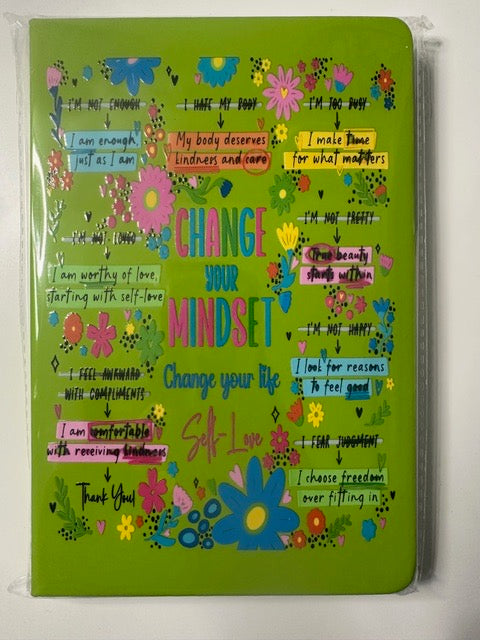 I'M NOT ENOUGH
I am enough,
just as I am
I HATE MY BODY
My body deserves
kindness and care
I'M TOO BUSY
I make time
for what matters
I'M NOT LOVED
I am worthy of love,
starting with self-love
CHANGE
YOUR
MINDSET
Change your life
Self-Love
I'M NOT PRETTY
True beauty
starts within
I'M NOT HAPPY
I look for reasons
to feel good
I FEEL AWKWARD
WITH COMPLIMENTS
I am comfortable
with receiving kindness
Thank You!
I FEAR JUDGMENT
I choose freedom
over fitting in